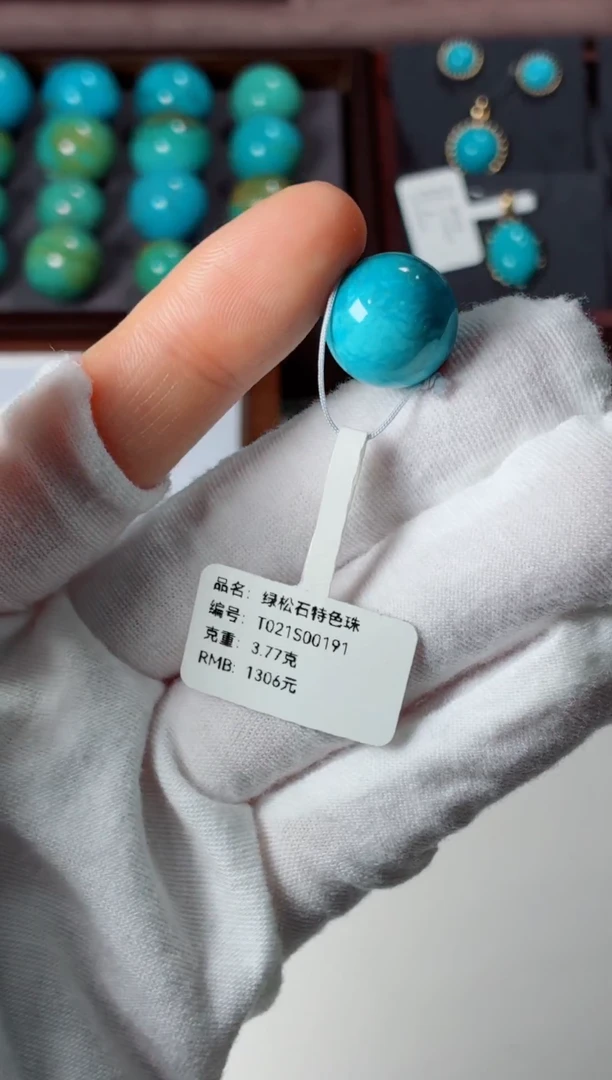 品名: 绿松石特色珠
编号: T021S00191
克重: 3.77克
RMB: 1306元